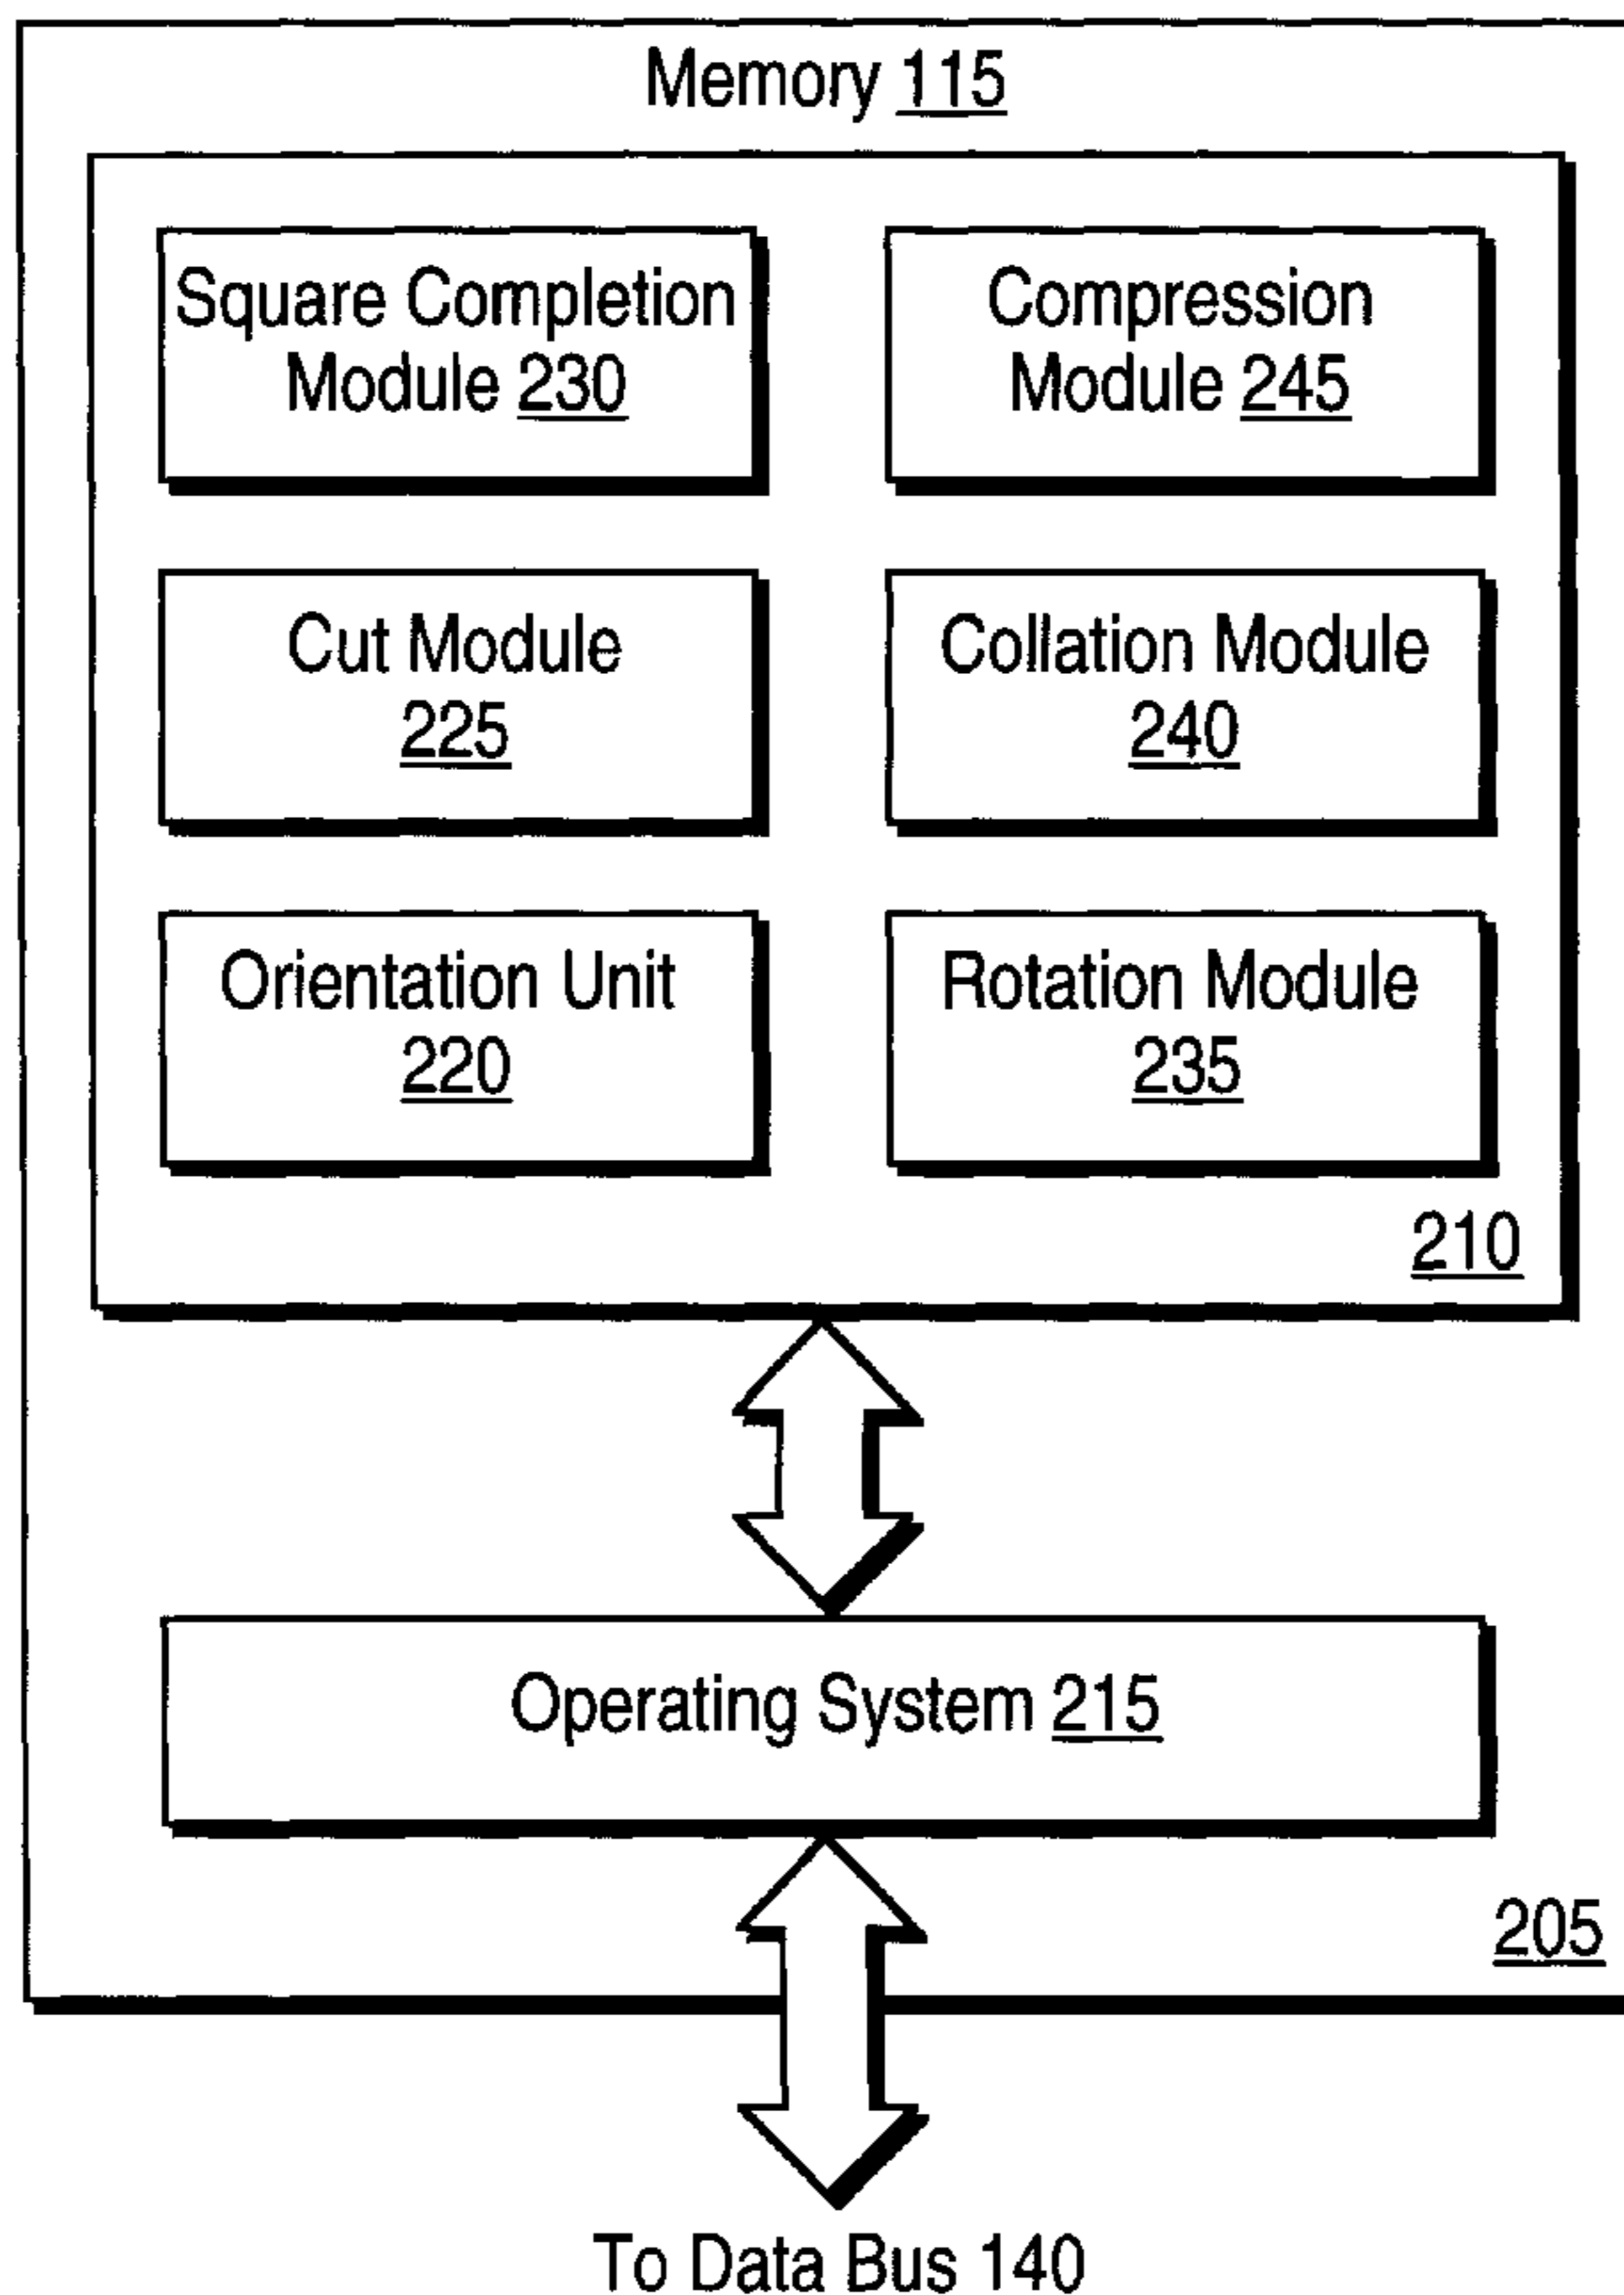 Memory 115
Square Completion
Module 230
Compression
Module 245
Cut Module
225
Collation Module
240
Orientation Unit
220
Rotation Module
235
210
Operating System 215
205
To Data Bus 140